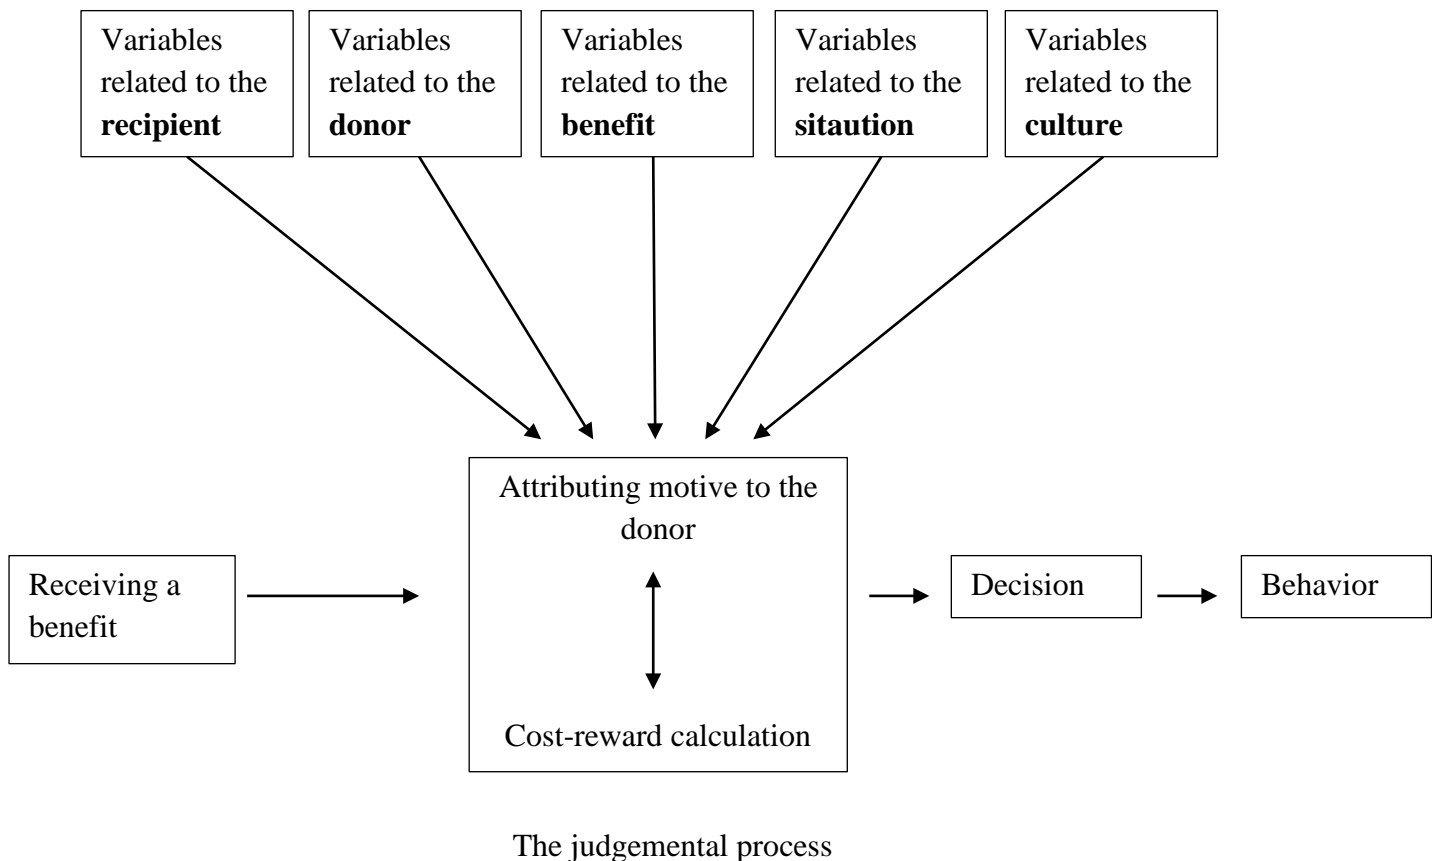 Variables
related to the
recipient
Variables
related to the
donor
Variables
related to the
benefit
Variables
related to the
sitaution
Variables
related to the
culture
Attributing motive to the
donor
Cost-reward calculation
Receiving a
benefit
Decision
Behavior
The judgemental process